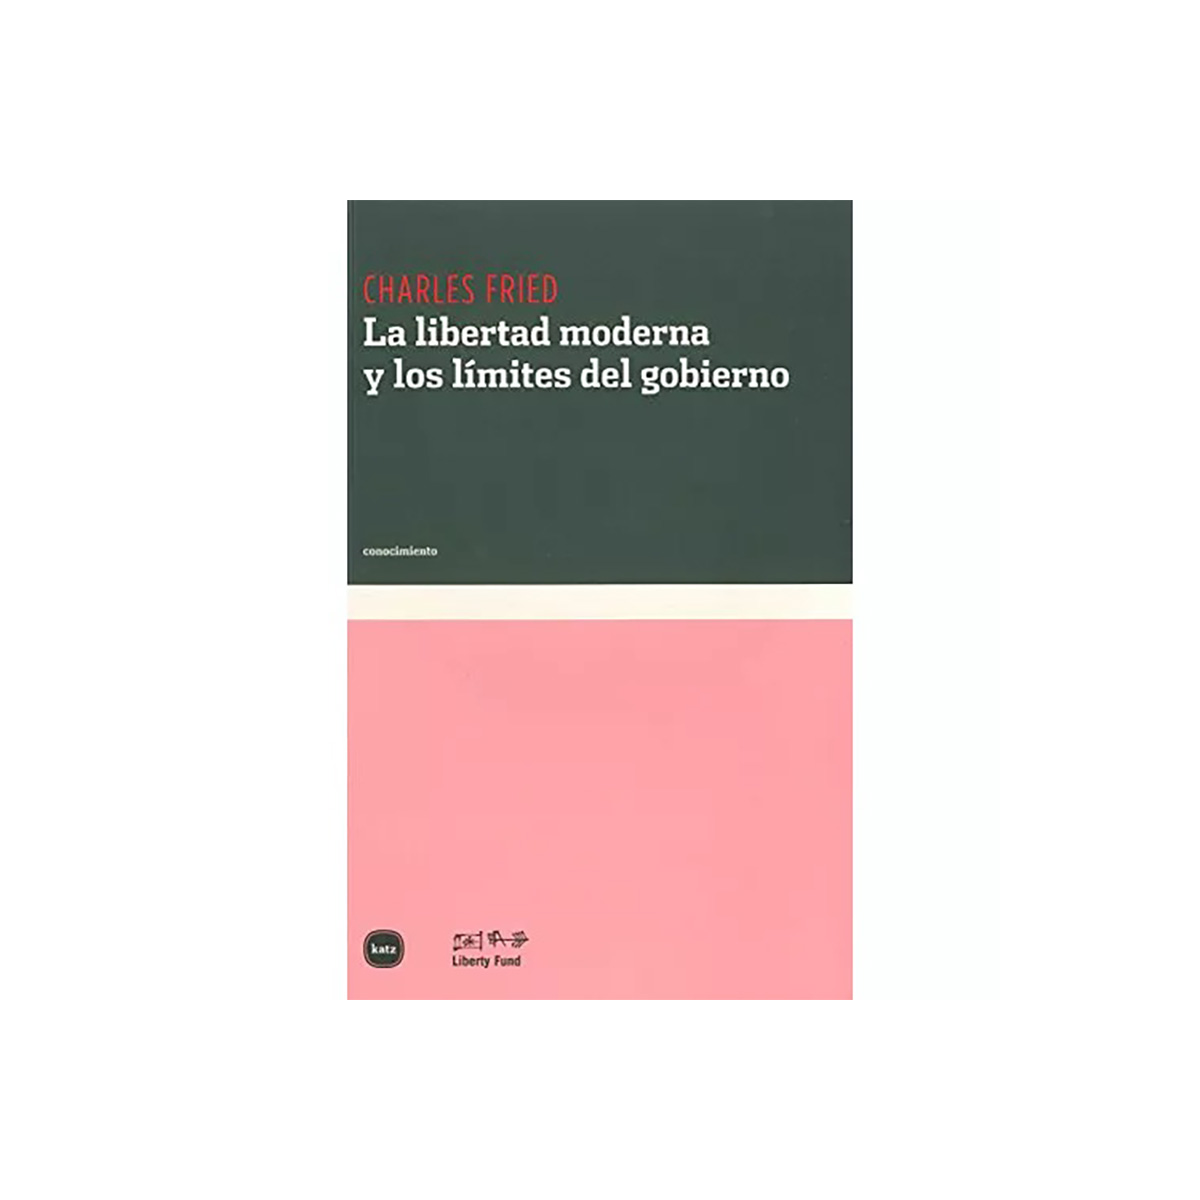 CHARLES FRIED
La libertad moderna
y los límites del gobierno
conocimiento
katz
Liberty Fund